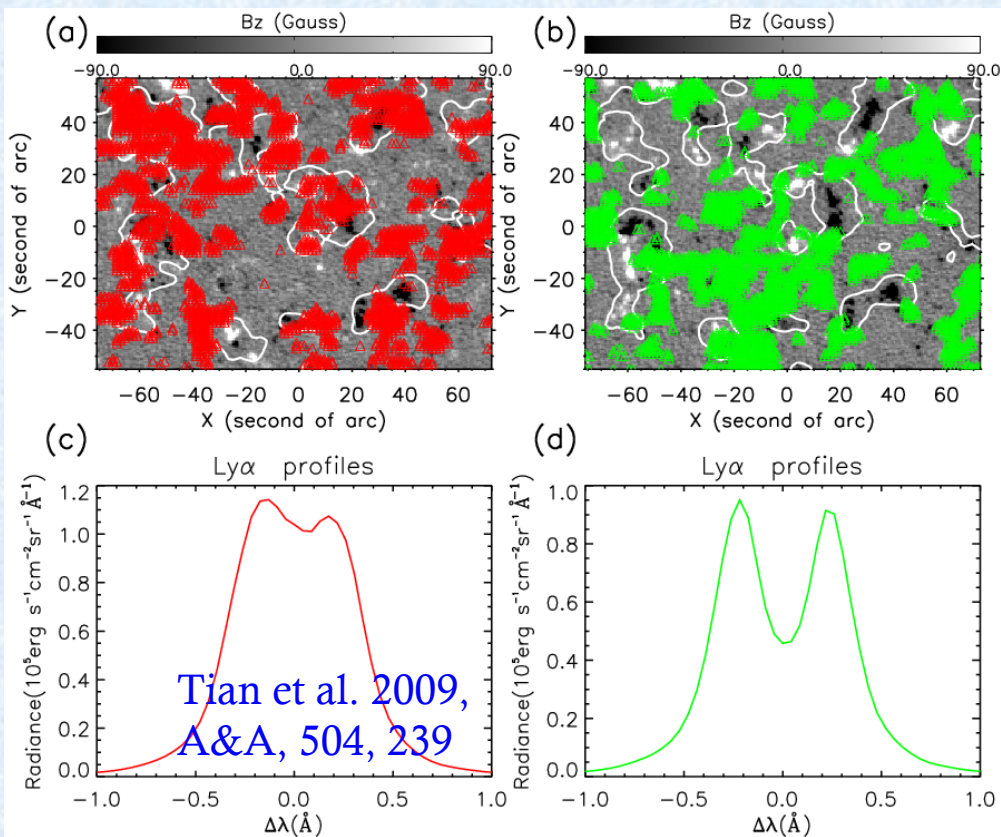 (a)
Bz (Gauss)
−90.0 0.0 90.0
Y (second of arc)
40
20
0
−20
−40
−60 −40 −20 0 20 40 60
X (second of arc)
(b)
Bz (Gauss)
−90.0 0.0 90.0
Y (second of arc)
40
20
0
−20
−40
−60 −40 −20 0 20 40 60
X (second of arc)
(c)
Lyα profiles
Radiance(10⁵erg s⁻¹cm⁻²sr⁻¹Å⁻¹)
1.2
1.0
0.8
0.6
0.4
0.2
0.0
−1.0 −0.5 0.0 0.5 1.0
Δλ(Å)
Tian et al. 2009,
A&A, 504, 239
(d)
Lyα profiles
Radiance(10⁵erg s⁻¹cm⁻²sr⁻¹Å⁻¹)
1.0
0.8
0.6
0.4
0.2
0.0
−1.0 −0.5 0.0 0.5 1.0
Δλ(Å)